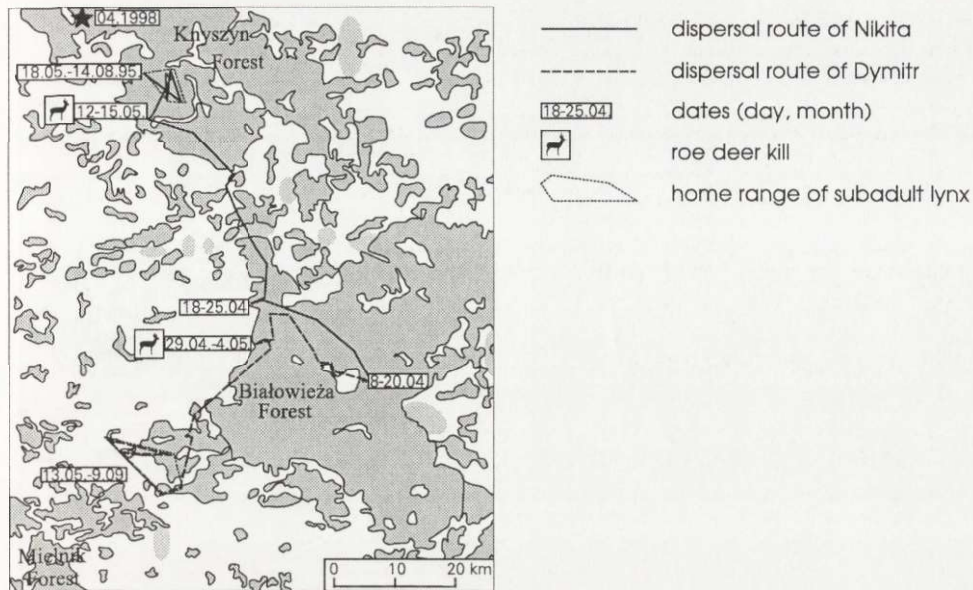 04.1998
Knyszyn
Forest
18.05.-14.08.95
12-15.05
18-25.04
29.04.-4.05
8-20.04
Białowieża
Forest
13.05.-9.09
Mielnik
Forest
0 10 20 km
dispersal route of Nikita
dispersal route of Dymitr
18-25.04
dates (day, month)
roe deer kill
home range of subadult lynx